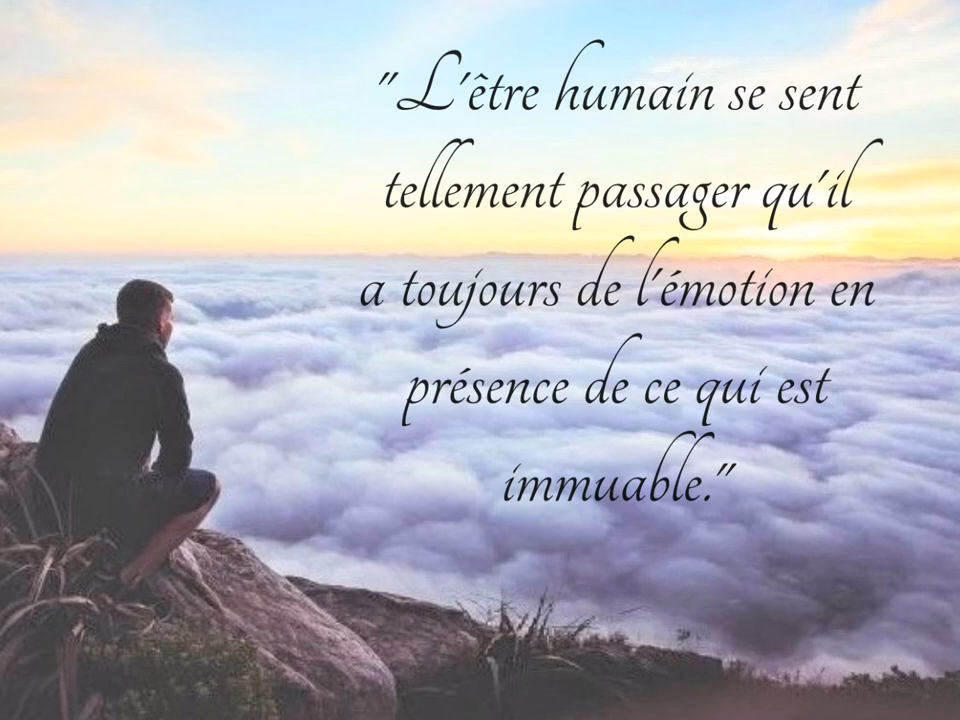 "L'être humain se sent
tellement passager qu'il
a toujours de l'émotion en
présence de ce qui est
immuable."